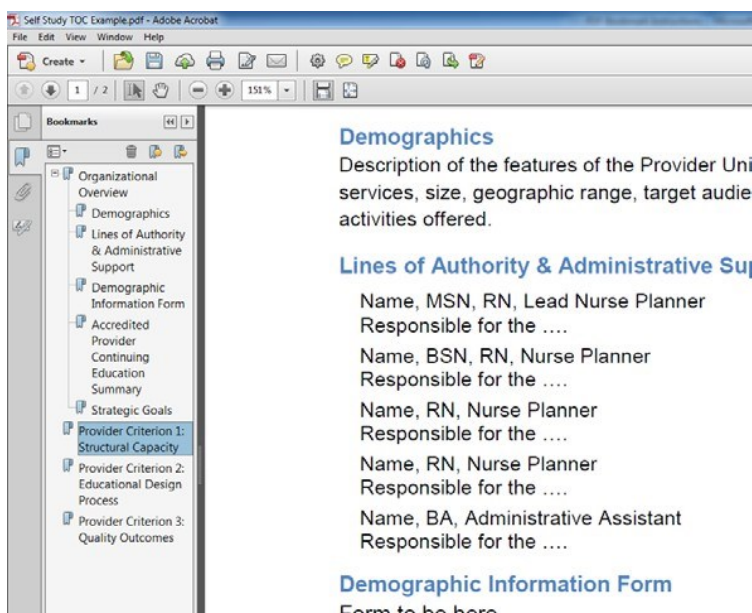 Self Study TOC Example.pdf - Adobe Acrobat
File Edit View Window Help
Create
1 / 2 151%
Bookmarks
Organizational
Overview
Demographics
Lines of Authority
& Administrative
Support
Demographic
Information Form
Accredited
Provider
Continuing
Education
Summary
Strategic Goals
Provider Criterion 1:
Structural Capacity
Provider Criterion 2:
Educational Design
Process
Provider Criterion 3:
Quality Outcomes
Demographics
Description of the features of the Provider Uni
services, size, geographic range, target audie
activities offered.
Lines of Authority & Administrative Sup
Name, MSN, RN, Lead Nurse Planner
Responsible for the ....
Name, BSN, RN, Nurse Planner
Responsible for the ....
Name, RN, Nurse Planner
Responsible for the ....
Name, RN, Nurse Planner
Responsible for the ....
Name, BA, Administrative Assistant
Responsible for the ....
Demographic Information Form
Form to be here